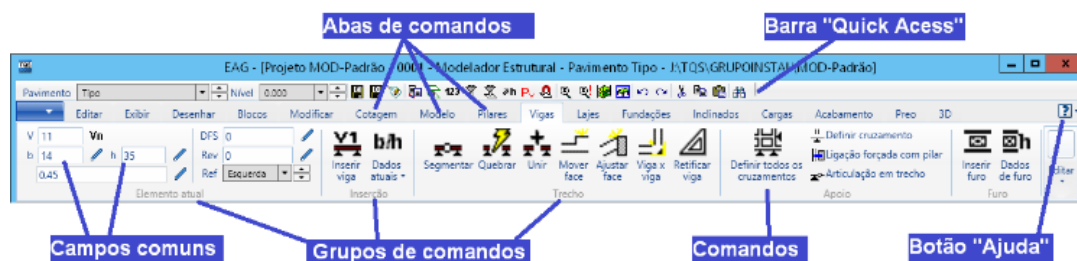 Abas de comandos
Barra "Quick Acess"
EAG - [Projeto MOD-Padrão - 0001 - Modelador Estrutural - Pavimento Tipo - J:\TQS\GRUPOINSTAL\MOD-Padrão]
Pavimento Tipo Nível 0.000 123
Editar Exibir Desenhar Blocos Modificar Cotagem Modelo Pilares Vigas Lajes Fundações Inclinados Cargas Acabamento Preo 3D
V 11 Vn DFS 0
b 14 h 35 Rev 0
0.45 Ref Esquerda
V1 b/h
Inserir viga
Dados atuais
Segmentar Quebrar Unir
Mover face
Ajustar face
Viga x viga
Retificar viga
Definir todos os cruzamentos
Definir cruzamento
Ligação forçada com pilar
Articulação em trecho
Inserir furo
Dados de furo
Editar
Elemento atual Inserção Trecho Apoio Furo
Campos comuns
Grupos de comandos
Comandos
Botão "Ajuda"